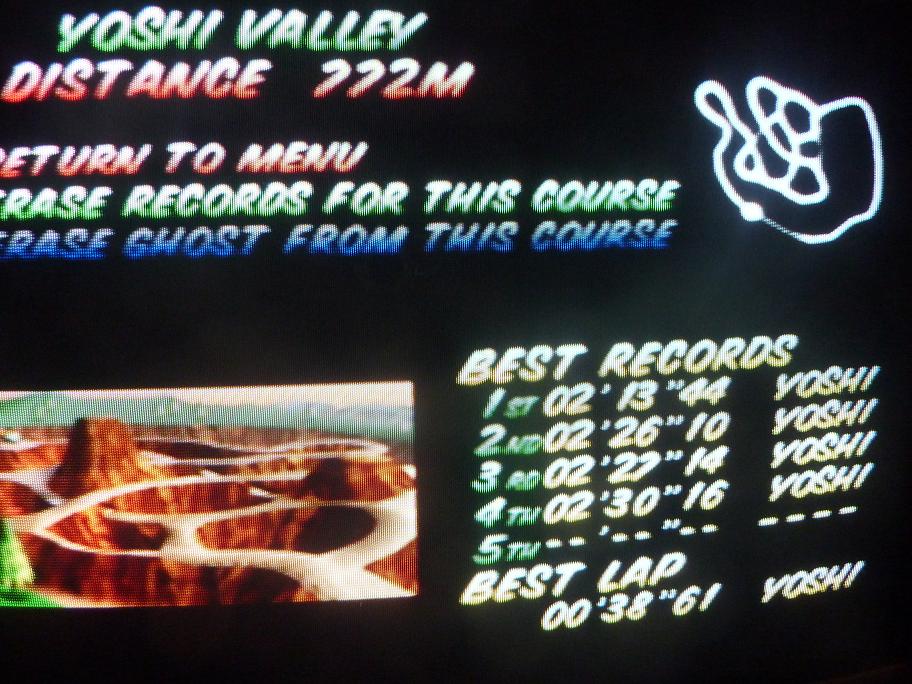 YOSHI VALLEY
DISTANCE ???M
RETURN TO MENU
ERASE RECORDS FOR THIS COURSE
ERASE GHOST FROM THIS COURSE
BEST RECORDS
1ST 02'13"44 YOSHI
2ND 02'26"10 YOSHI
3RD 02'27"14 YOSHI
4TH 02'30"16 YOSHI
5TH --'--"-- -----
BEST LAP
00'38"61 YOSHI